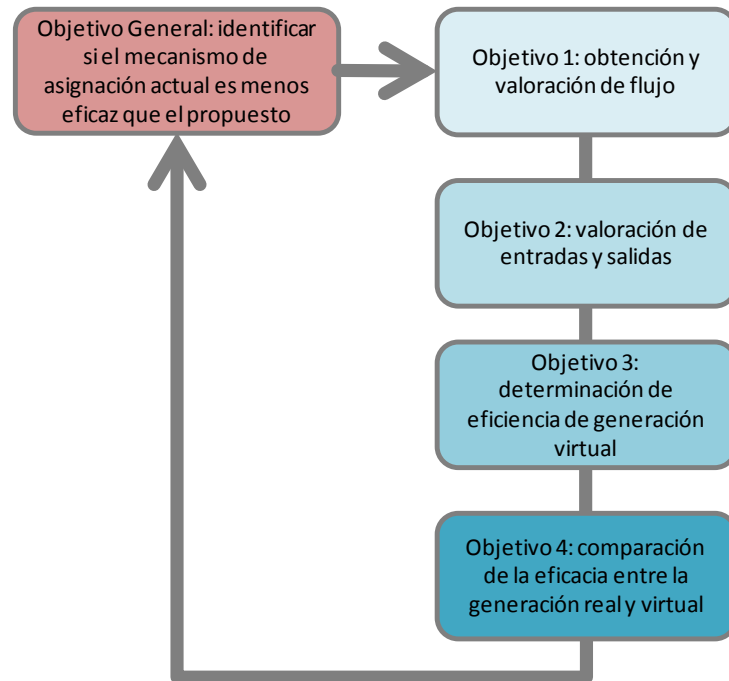 Objetivo General: identificar
si el mecanismo de
asignación actual es menos
eficaz que el propuesto
Objetivo 1: obtención y
valoración de flujo
Objetivo 2: valoración de
entradas y salidas
Objetivo 3:
determinación de
eficiencia de generación
virtual
Objetivo 4: comparación
de la eficacia entre la
generación real y virtual